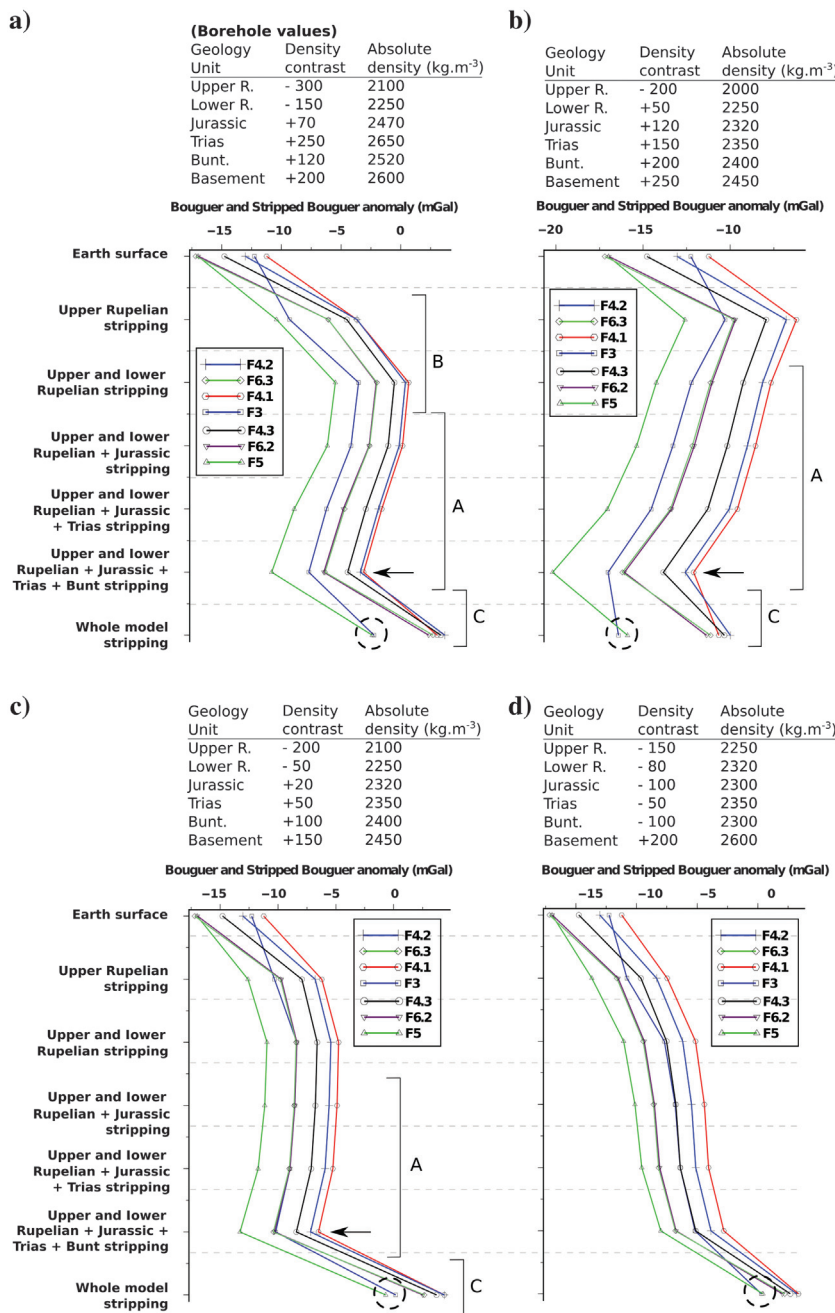 a)
(Borehole values)
Geology Density Absolute
Unit contrast density (kg.m⁻³)
Upper R. - 300 2100
Lower R. - 150 2250
Jurassic +70 2470
Trias +250 2650
Bunt. +120 2520
Basement +200 2600
Bouguer and Stripped Bouguer anomaly (mGal)
−15 −10 −5 0
Earth surface
Upper Rupelian
stripping
Upper and lower
Rupelian stripping
Upper and lower
Rupelian + Jurassic
stripping
Upper and lower
Rupelian + Jurassic
+ Trias stripping
Upper and lower
Rupelian + Jurassic +
Trias + Bunt stripping
Whole model
stripping
F4.2
F6.3
F4.1
F3
F4.3
F6.2
F5
B
A
C
b)
Geology Density Absolute
Unit contrast density (kg.m⁻³)
Upper R. - 200 2000
Lower R. +50 2250
Jurassic +120 2320
Trias +150 2350
Bunt. +200 2400
Basement +250 2450
Bouguer and Stripped Bouguer anomaly (mGal)
−20 −15 −10
F4.2
F6.3
F4.1
F3
F4.3
F6.2
F5
A
C
c)
Geology Density Absolute
Unit contrast density (kg.m⁻³)
Upper R. - 200 2100
Lower R. - 50 2250
Jurassic +20 2320
Trias +50 2350
Bunt. +100 2400
Basement +150 2450
Bouguer and Stripped Bouguer anomaly (mGal)
−15 −10 −5 0
Earth surface
Upper Rupelian
stripping
Upper and lower
Rupelian stripping
Upper and lower
Rupelian + Jurassic
stripping
Upper and lower
Rupelian + Jurassic
+ Trias stripping
Upper and lower
Rupelian + Jurassic +
Trias + Bunt stripping
Whole model
stripping
F4.2
F6.3
F4.1
F3
F4.3
F6.2
F5
A
C
d)
Geology Density Absolute
Unit contrast density (kg.m⁻³)
Upper R. - 150 2250
Lower R. - 80 2320
Jurassic - 100 2300
Trias - 50 2350
Bunt. - 100 2300
Basement +200 2600
Bouguer and Stripped Bouguer anomaly (mGal)
−15 −10 −5 0
F4.2
F6.3
F4.1
F3
F4.3
F6.2
F5